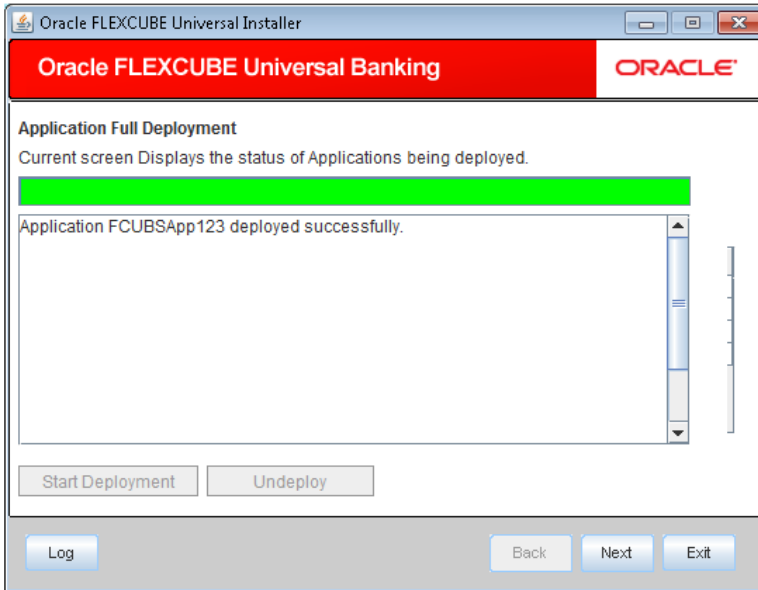 Oracle FLEXCUBE Universal Installer
Oracle FLEXCUBE Universal Banking
ORACLE
Application Full Deployment
Current screen Displays the status of Applications being deployed.
Application FCUBSApp123 deployed successfully.
Start Deployment Undeploy
Log Back Next Exit